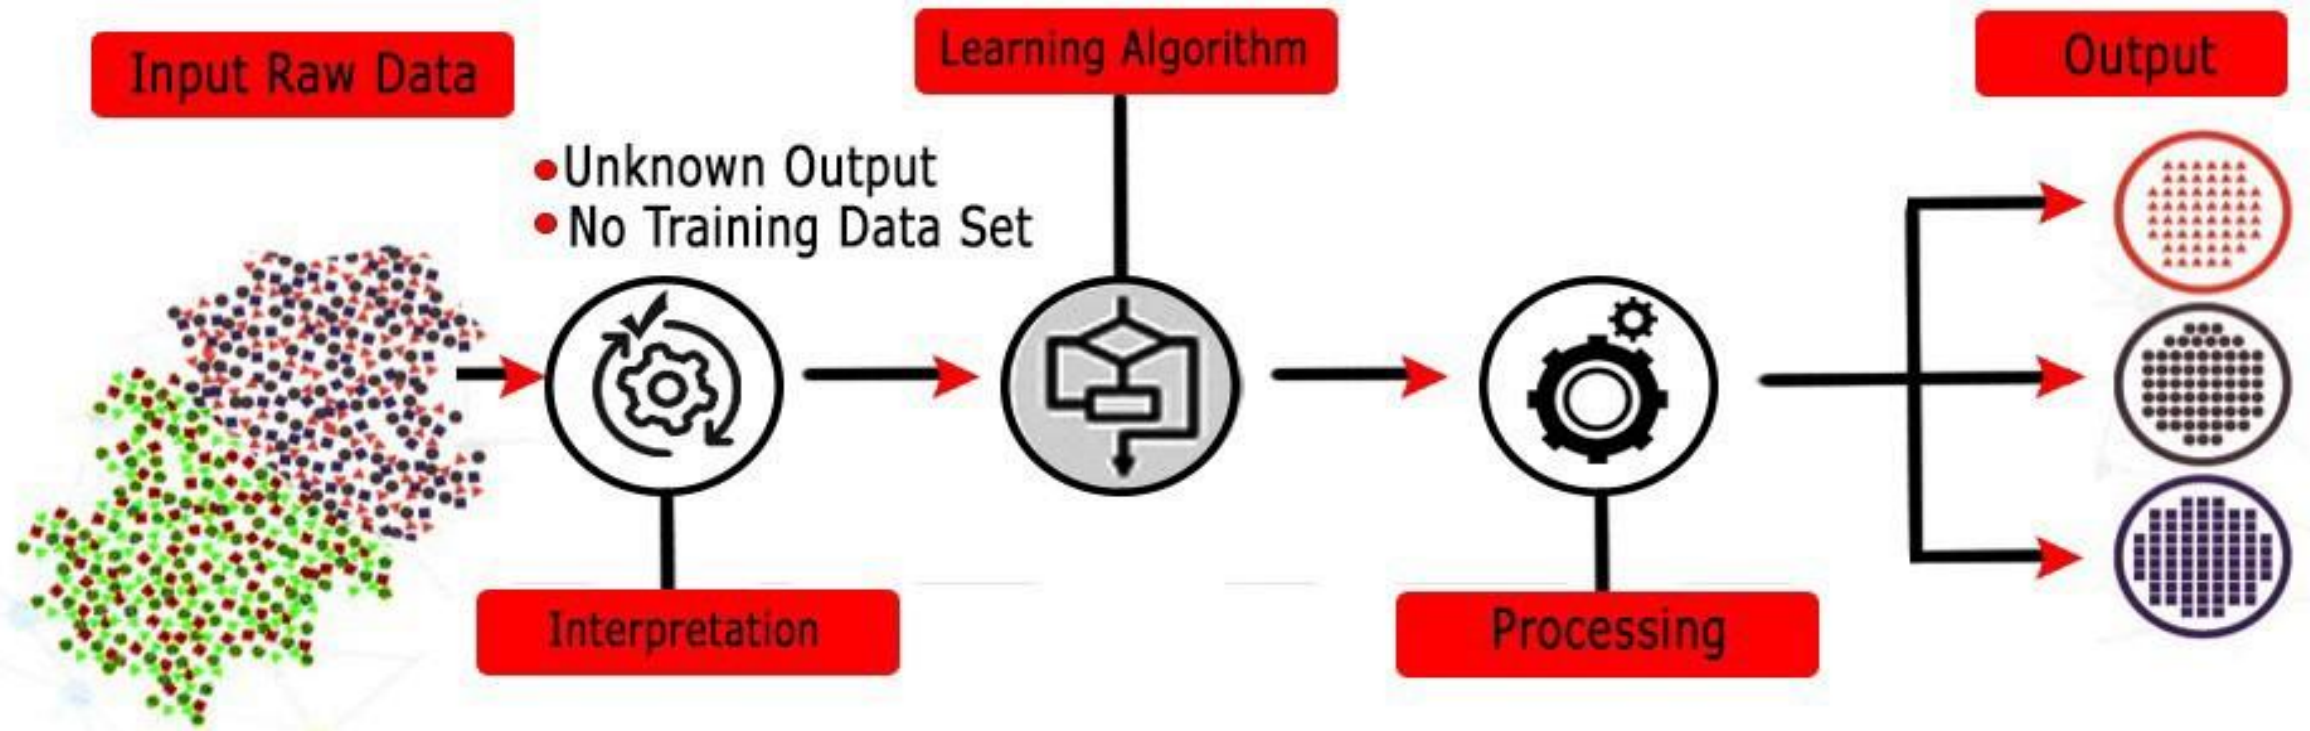 Input Raw Data
Learning Algorithm
Output
Unknown Output
No Training Data Set
Interpretation
Processing